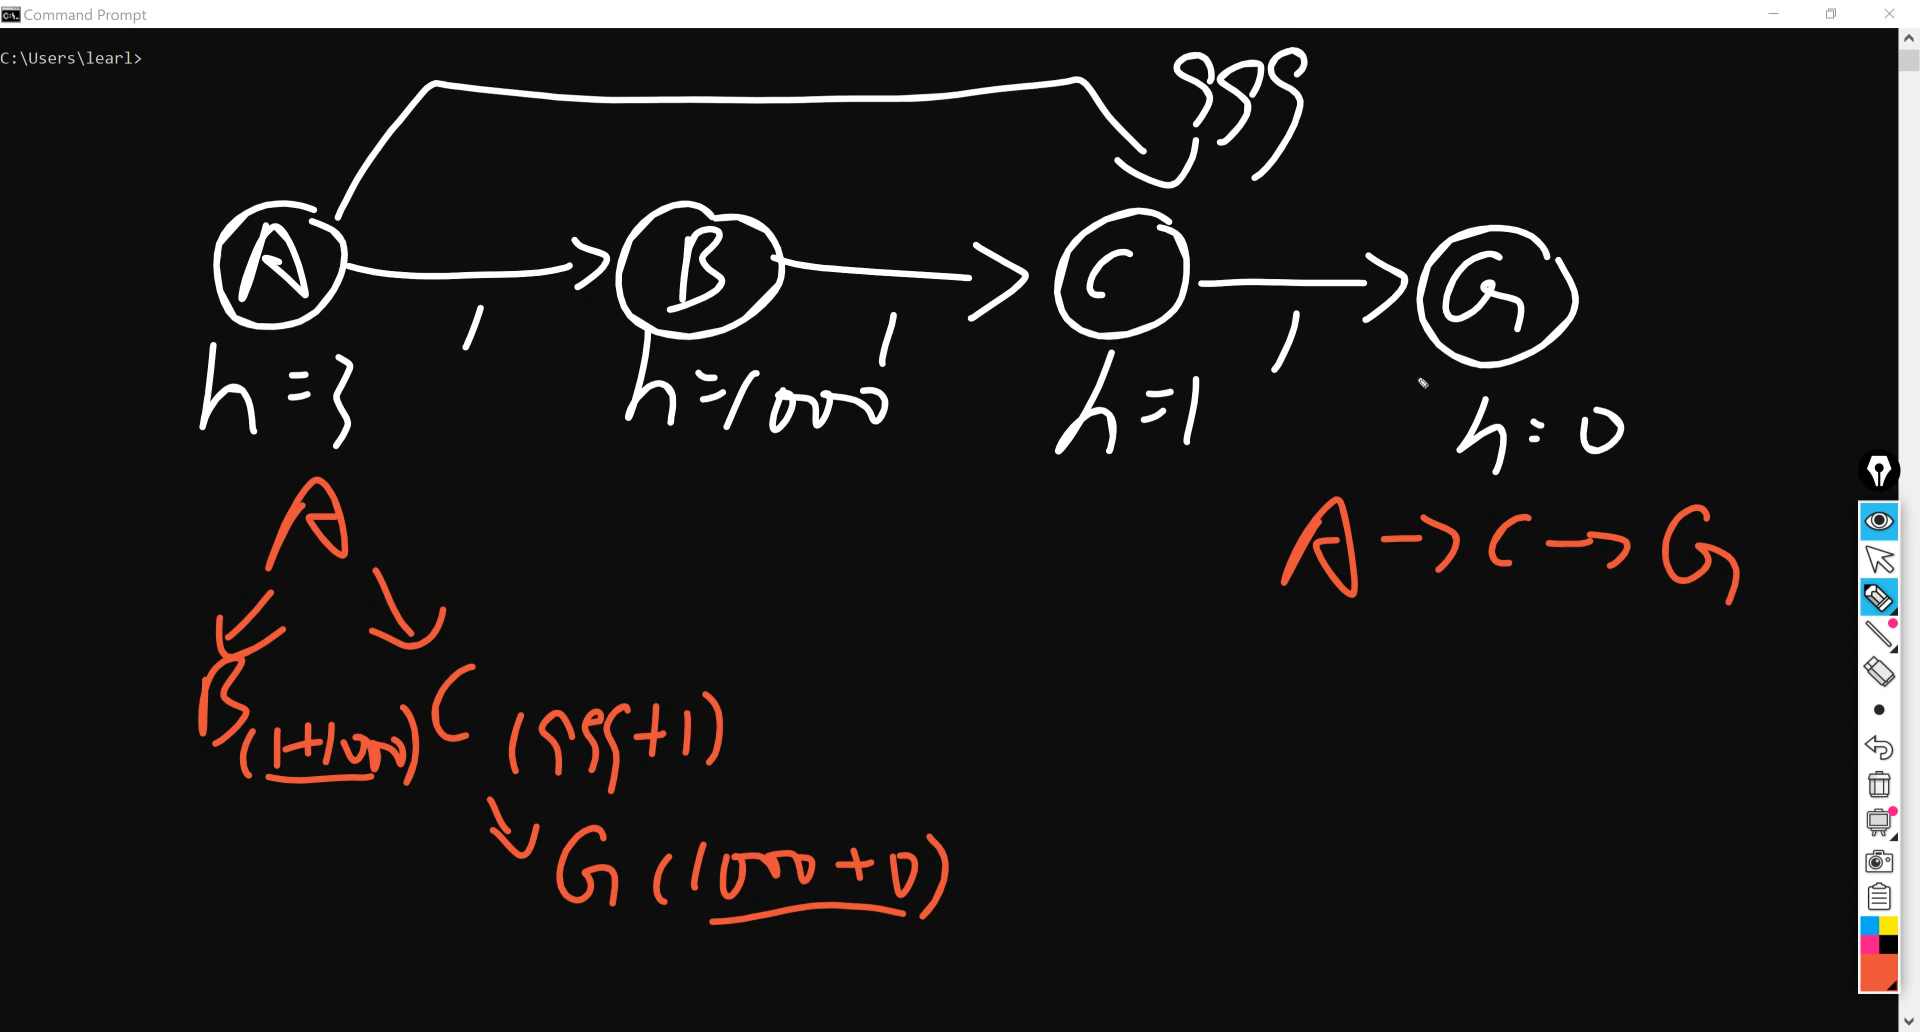 Command Prompt
C:\Users\learl>
999
A B C G
1 1 1
h=3 h=1000 h=1 h=0
A
A→C→G
B (1+1000) C (999+1)
G (1000+0)